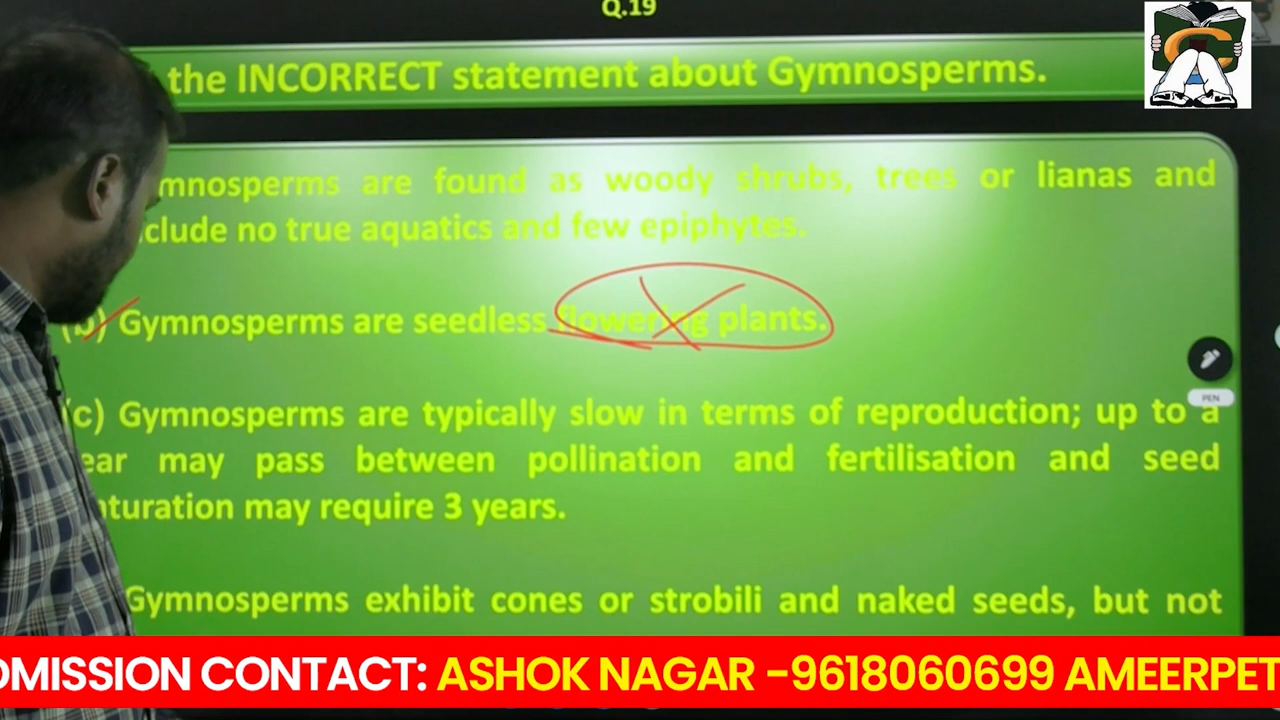 Q.19
the INCORRECT statement about Gymnosperms.
mnosperms are found as woody shrubs, trees or lianas and
clude no true aquatics and few epiphytes.
(b) Gymnosperms are seedless flowering plants.
(c) Gymnosperms are typically slow in terms of reproduction; up to a
ear may pass between pollination and fertilisation and seed
turation may require 3 years.
Gymnosperms exhibit cones or strobili and naked seeds, but not
PEN
DMISSION CONTACT: ASHOK NAGAR -9618060699 AMEERPET